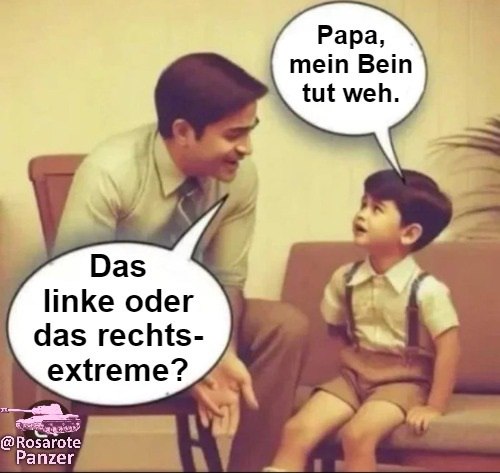 Papa,
mein Bein
tut weh.
Das
linke oder
das rechts-
extreme?
@Rosarote
Panzer